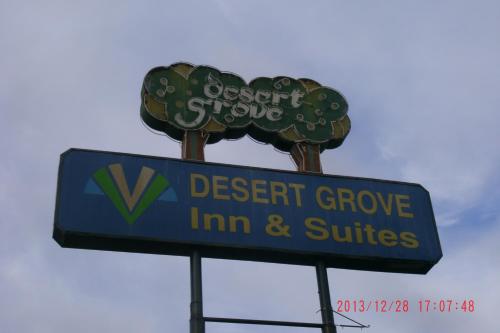 desert
grove
DESERT GROVE
Inn & Suites
2013/12/28 17:07:48